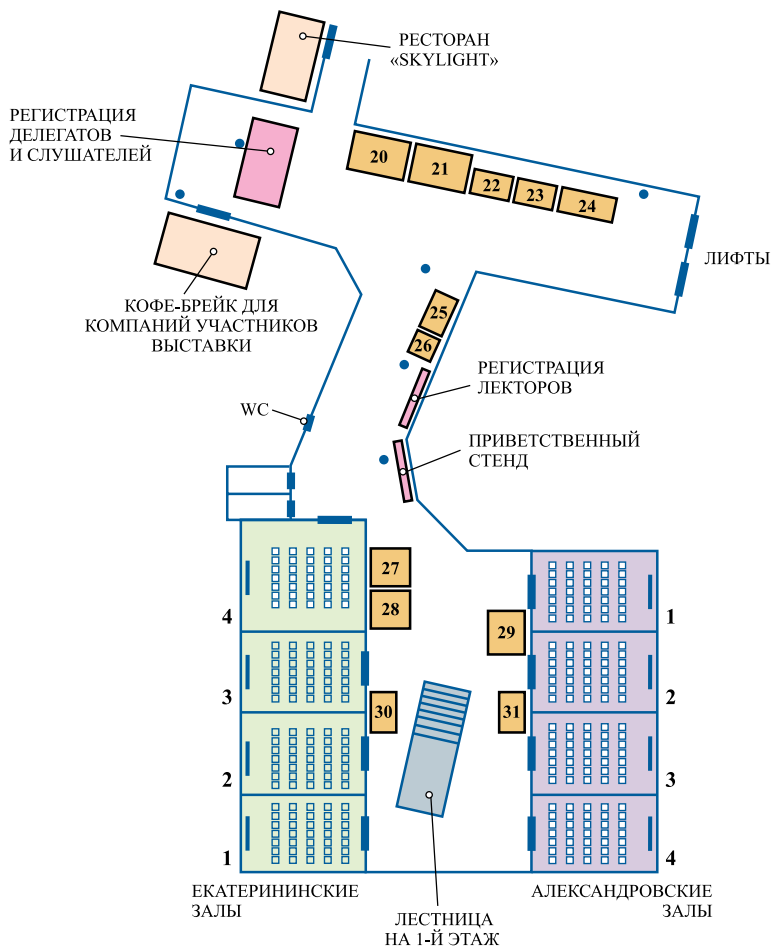 РЕСТОРАН
«SKYLIGHT»
РЕГИСТРАЦИЯ
ДЕЛЕГАТОВ
И СЛУШАТЕЛЕЙ
20
21
22
23
24
ЛИФТЫ
КОФЕ-БРЕЙК ДЛЯ
КОМПАНИЙ УЧАСТНИКОВ
ВЫСТАВКИ
25
26
РЕГИСТРАЦИЯ
ЛЕКТОРОВ
WC
ПРИВЕТСТВЕННЫЙ
СТЕНД
27
28
29
4
1
3
2
30
31
2
3
1
4
ЕКАТЕРИНИНСКИЕ
ЗАЛЫ
АЛЕКСАНДРОВСКИЕ
ЗАЛЫ
ЛЕСТНИЦА
НА 1-Й ЭТАЖ